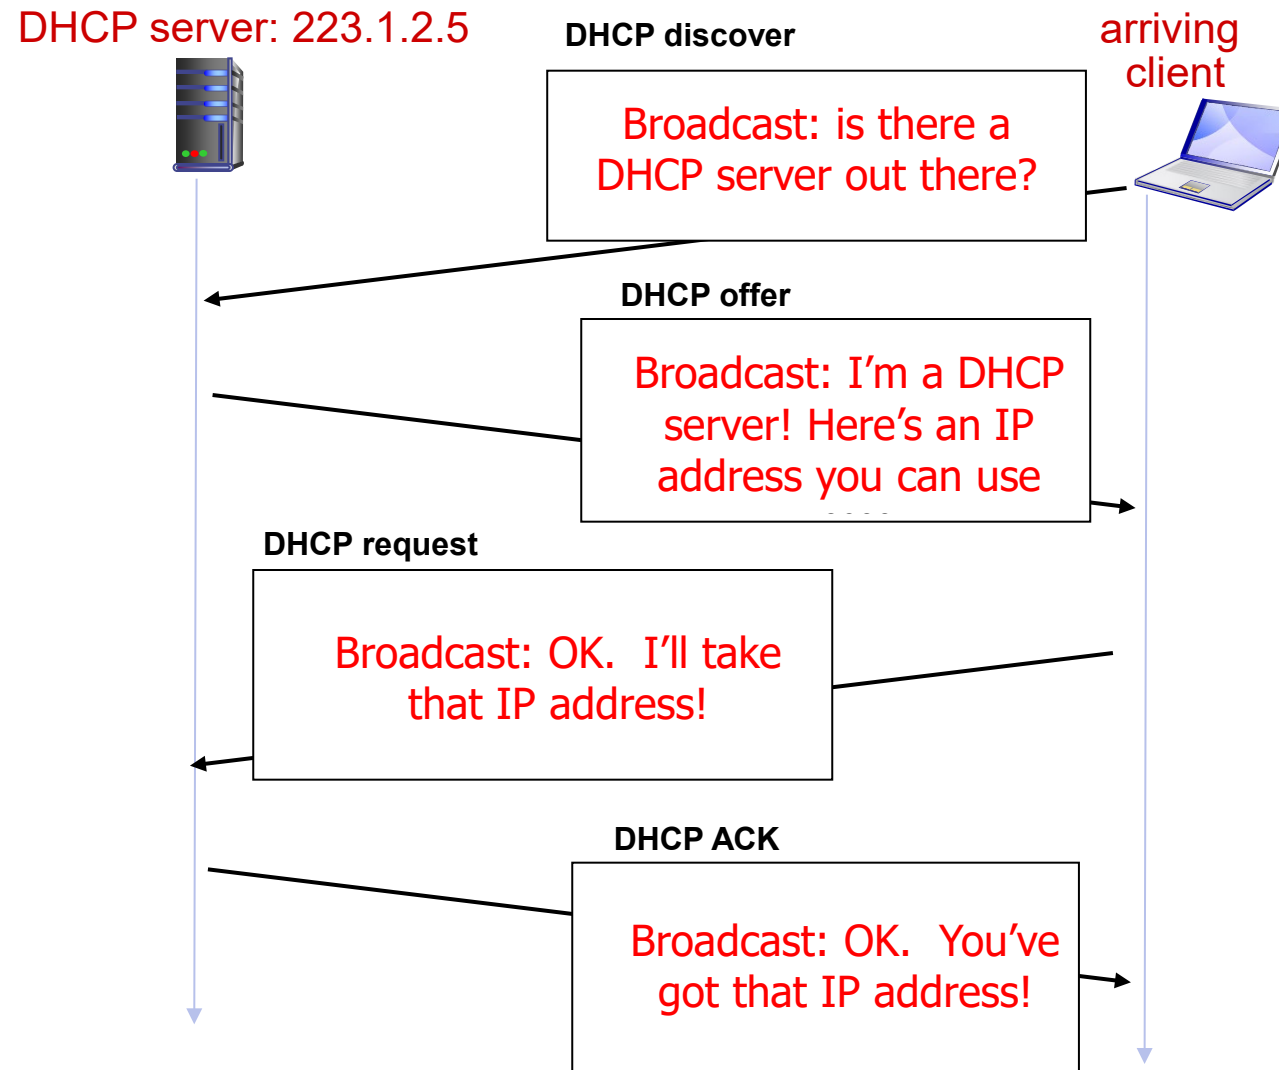 DHCP server: 223.1.2.5
DHCP discover
arriving
client
Broadcast: is there a
DHCP server out there?
DHCP offer
Broadcast: I’m a DHCP
server! Here’s an IP
address you can use
DHCP request
Broadcast: OK.  I’ll take
that IP address!
DHCP ACK
Broadcast: OK.  You’ve
got that IP address!